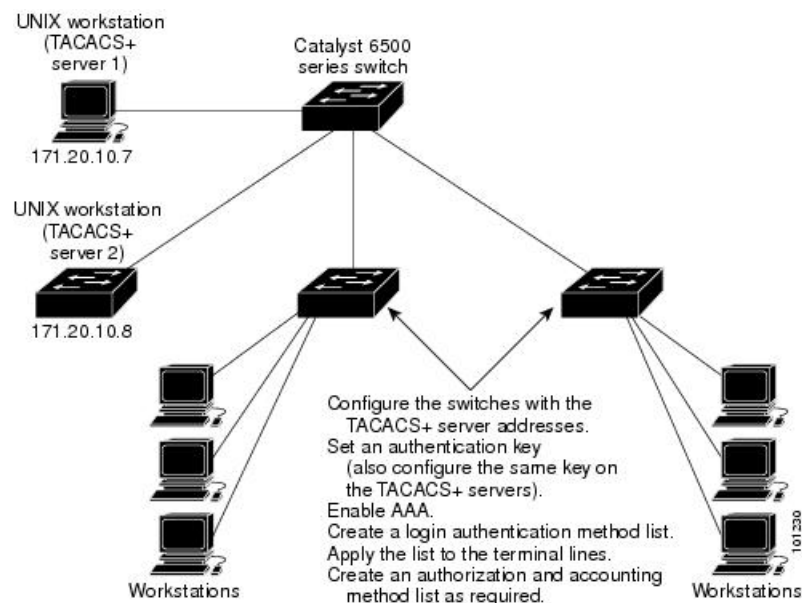 UNIX workstation
(TACACS+
server 1)
Catalyst 6500
series switch
171.20.10.7
UNIX workstation
(TACACS+
server 2)
171.20.10.8
Configure the switches with the
TACACS+ server addresses.
Set an authentication key
(also configure the same key on
the TACACS+ servers).
Enable AAA.
Create a login authentication method list.
Apply the list to the terminal lines.
Create an authorization and accounting
method list as required.
Workstations
Workstations
101230